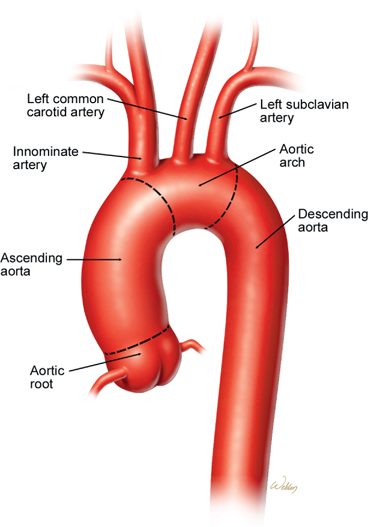 Left common
carotid artery
Left subclavian
artery
Innominate
artery
Aortic
arch
Descending
aorta
Ascending
aorta
Aortic
root